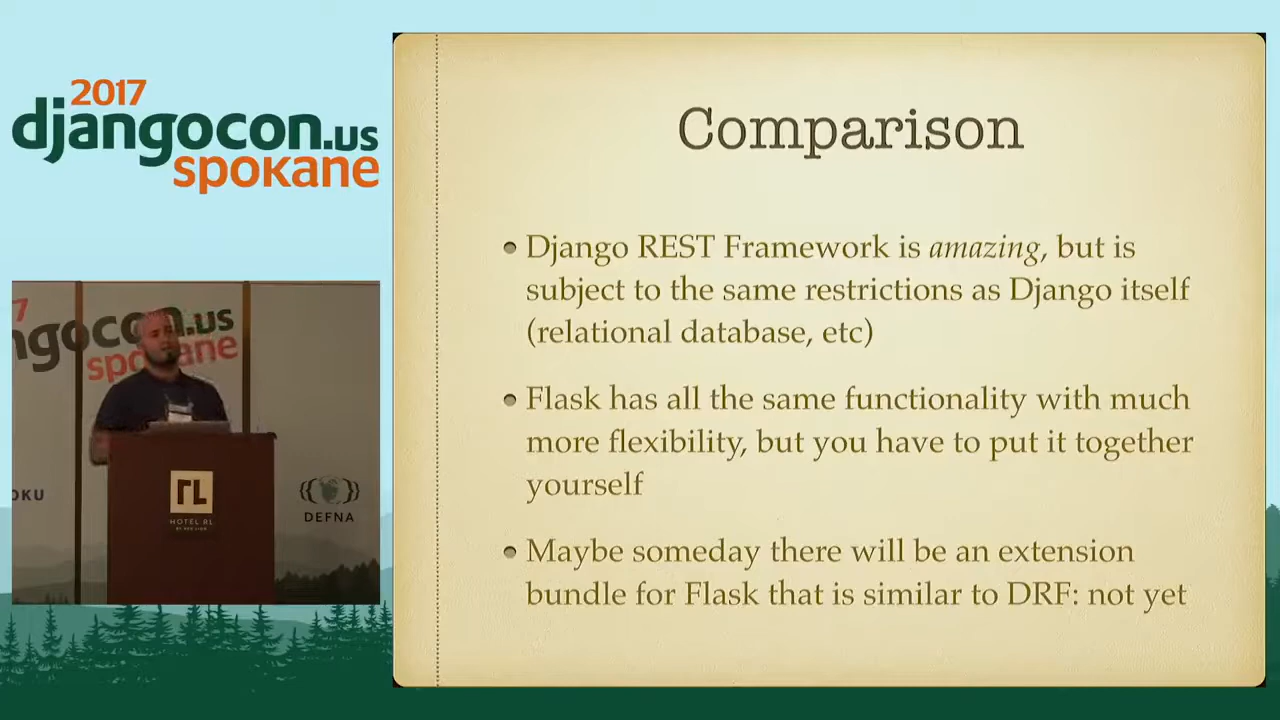 2017
djangocon.us
spokane
Comparison
• Django REST Framework is amazing, but is
subject to the same restrictions as Django itself
(relational database, etc)
• Flask has all the same functionality with much
more flexibility, but you have to put it together
yourself
• Maybe someday there will be an extension
bundle for Flask that is similar to DRF: not yet
7
ngocon.us
spokane
OKU
RL
HOTEL RL
DEFNA